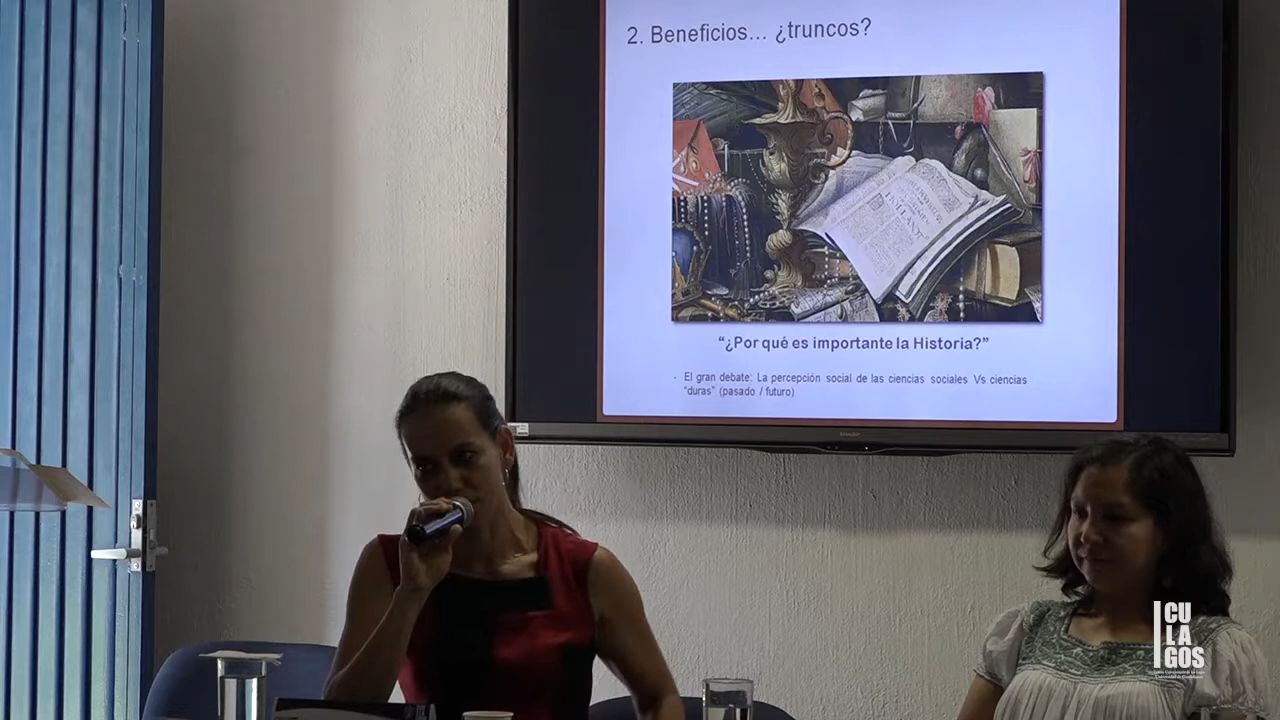 2. Beneficios... ¿truncos?
HOLLANDT
"¿Por qué es importante la Historia?"
El gran debate: La percepción social de las ciencias sociales Vs ciencias
"duras" (pasado / futuro)
CU
LA
GOS